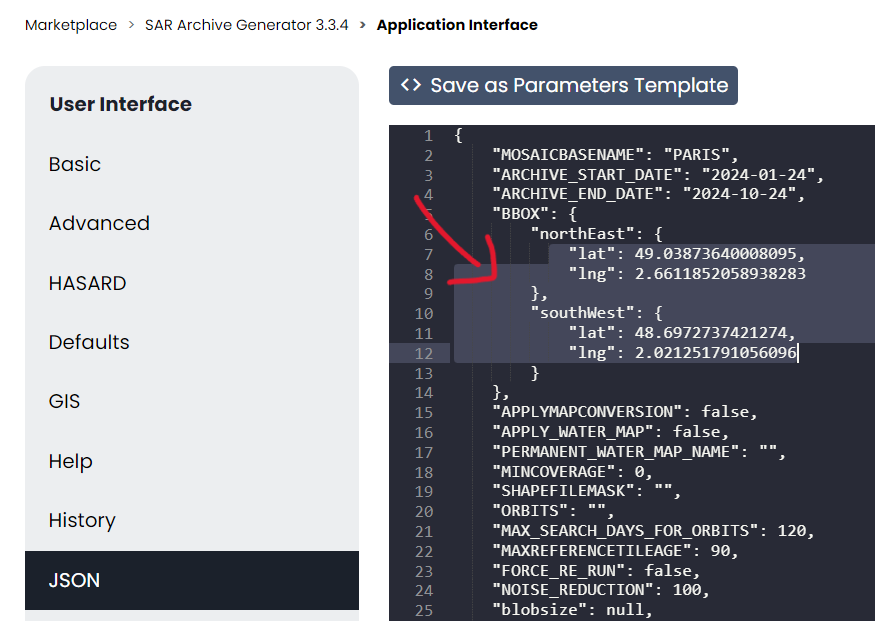 Marketplace > SAR Archive Generator 3.3.4 > Application Interface
User Interface
Basic
Advanced
HASARD
Defaults
GIS
Help
History
JSON
<> Save as Parameters Template
1 {
2 "MOSAICBASENAME": "PARIS",
3 "ARCHIVE_START_DATE": "2024-01-24",
4 "ARCHIVE_END_DATE": "2024-10-24",
5 "BBOX": {
6 "northEast": {
7 "lat": 49.03873640008095,
8 "lng": 2.6611852058938283
9 },
10 "southWest": {
11 "lat": 48.6972737421274,
12 "lng": 2.021251791056096
13 }
14 },
15 "APPLYMAPCONVERSION": false,
16 "APPLY_WATER_MAP": false,
17 "PERMANENT_WATER_MAP_NAME": "",
18 "MINCOVERAGE": 0,
19 "SHAPEFILEMASK": "",
20 "ORBITS": "",
21 "MAX_SEARCH_DAYS_FOR_ORBITS": 120,
22 "MAXREFERENCETILEAGE": 90,
23 "FORCE_RE_RUN": false,
24 "NOISE_REDUCTION": 100,
25 "blobsize": null,